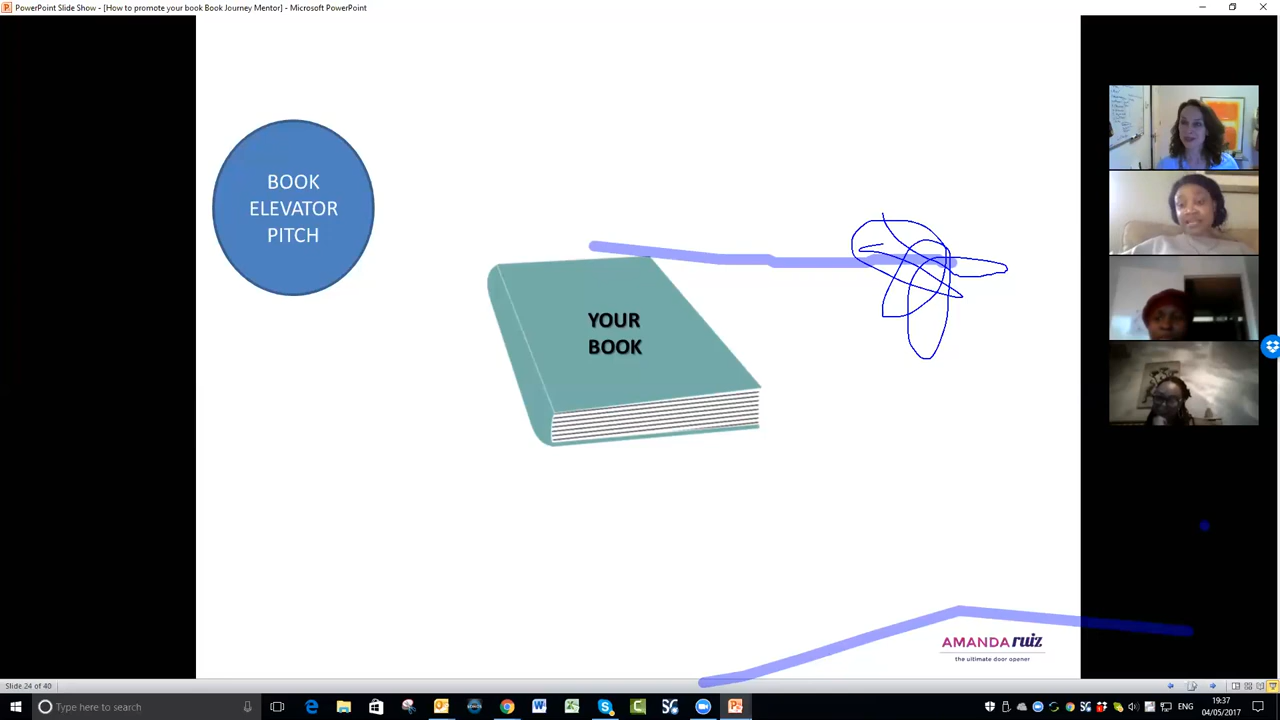 PowerPoint Slide Show - [How to promote your book Book Journey Mentor] - Microsoft PowerPoint
BOOK
ELEVATOR
PITCH
YOUR
BOOK
AMANDA ruiz
the ultimate door opener
Slide 24 of 40
Type here to search
ENG
19:37
04/05/2017